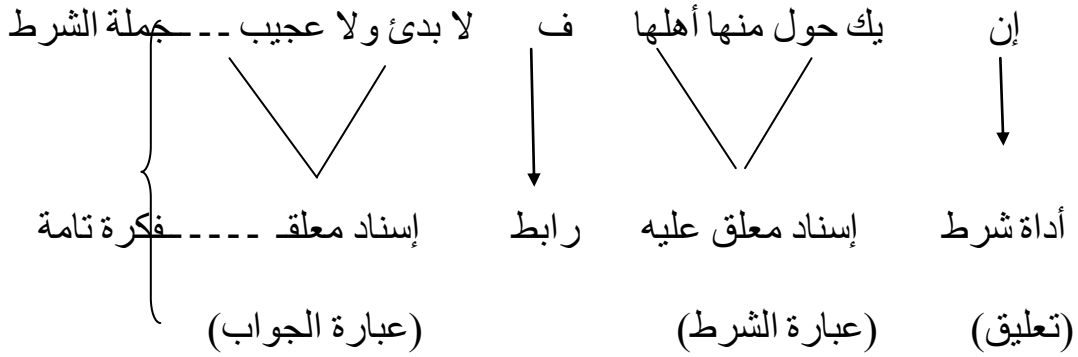 إن يك حول منها أهلها ف لا بدئ ولا عجيب - - - جملة الشرط
أداة شرط إسناد معلق عليه رابط إسناد معلقـ - - - - - فكرة تامة
(تعليق) (عبارة الشرط) (عبارة الجواب)